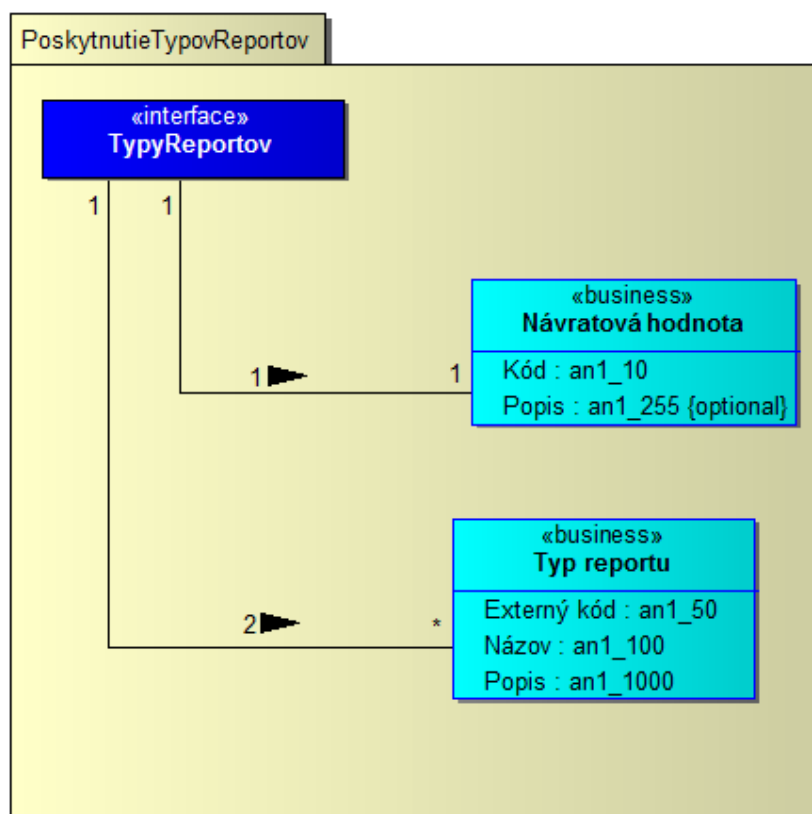 PoskytnutieTypovReportov
«interface»
TypyReportov
1
1
«business»
Návratová hodnota
Kód : an1_10
Popis : an1_255 {optional}
1
1
«business»
Typ reportu
Externý kód : an1_50
Názov : an1_100
Popis : an1_1000
2
*